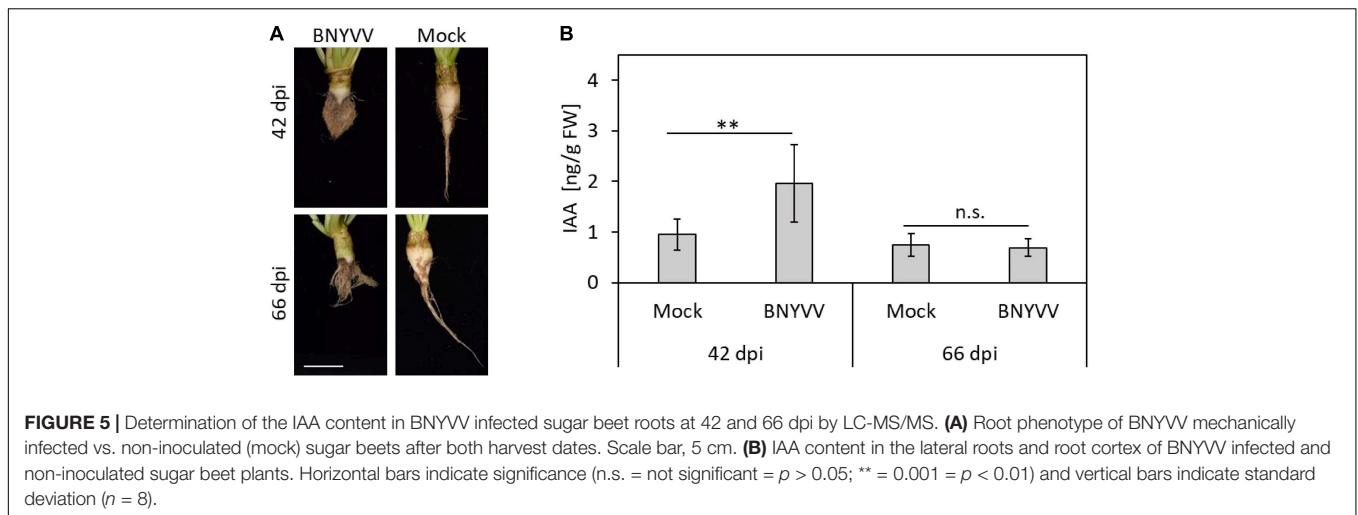 A
BNYVV Mock
42 dpi
66 dpi
B
IAA [ng/g FW]
4
3
2
1
0
**
n.s.
Mock BNYVV Mock BNYVV
42 dpi 66 dpi
FIGURE 5 | Determination of the IAA content in BNYVV infected sugar beet roots at 42 and 66 dpi by LC-MS/MS. (A) Root phenotype of BNYVV mechanically
infected vs. non-inoculated (mock) sugar beets after both harvest dates. Scale bar, 5 cm. (B) IAA content in the lateral roots and root cortex of BNYVV infected and
non-inoculated sugar beet plants. Horizontal bars indicate significance (n.s. = not significant = p > 0.05; ** = 0.001 = p < 0.01) and vertical bars indicate standard
deviation (n = 8).